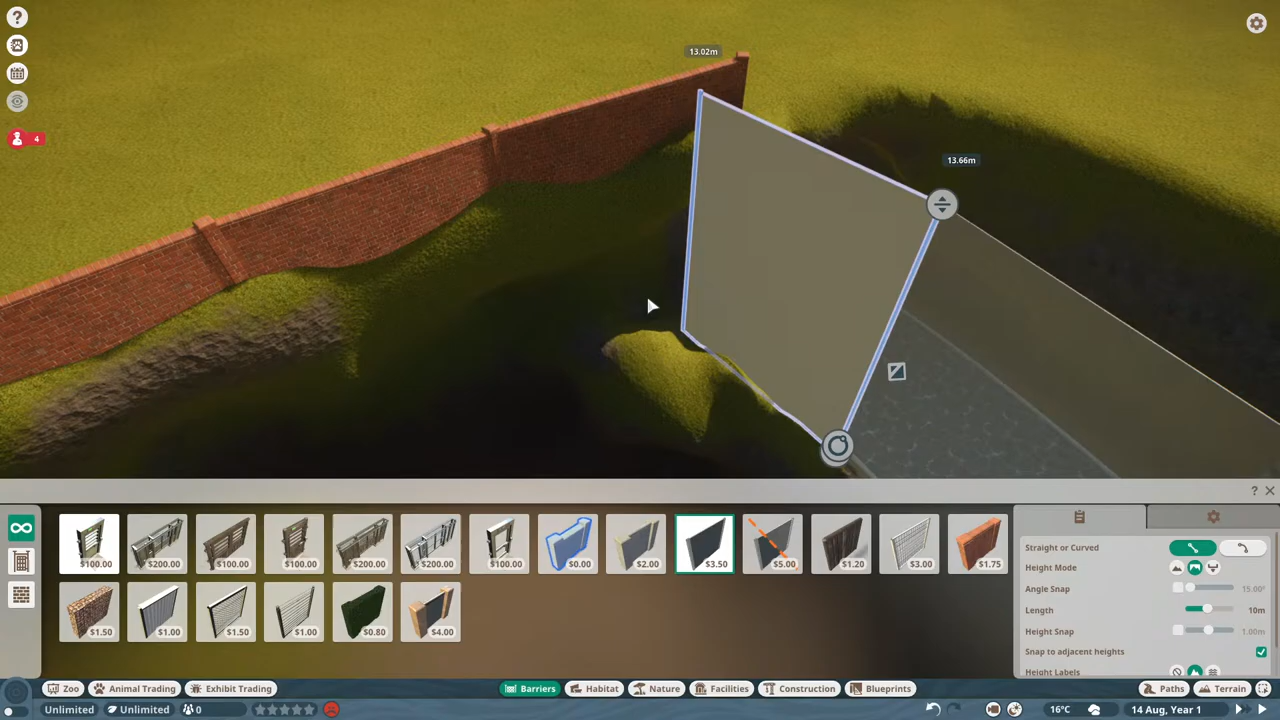 ?
13.02m
13.66m
4
?
$100.00 $200.00 $100.00 $100.00 $200.00 $200.00 $100.00 $0.00 $2.00 $3.50 $5.00 $1.20 $3.00 $1.75
$1.50 $1.00 $1.50 $1.00 $0.80 $4.00
Straight or Curved
Height Mode
Angle Snap 15.00°
Length 10m
Height Snap 1.00m
Snap to adjacent heights
Height Labels
Zoo Animal Trading Exhibit Trading Barriers Habitat Nature Facilities Construction Blueprints Paths Terrain
Unlimited Unlimited 0 16°C 14 Aug, Year 1